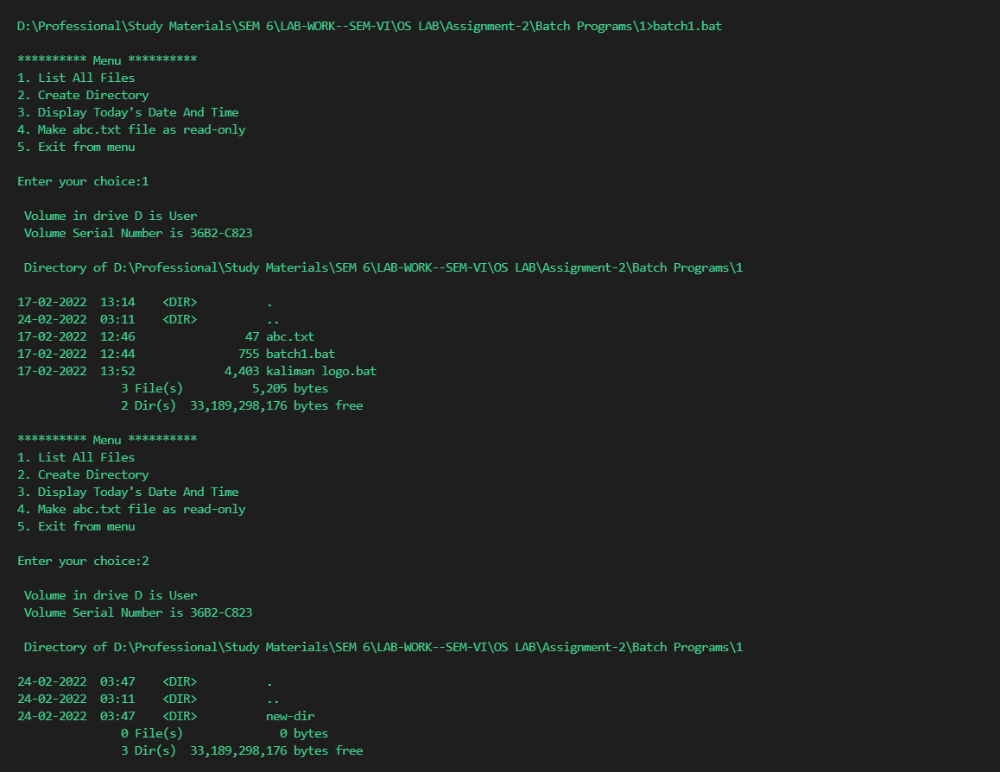 D:\Professional\Study Materials\SEM 6\LAB-WORK--SEM-VI\OS LAB\Assignment-2\Batch Programs\1>batch1.bat
********** Menu **********
1. List All Files
2. Create Directory
3. Display Today's Date And Time
4. Make abc.txt file as read-only
5. Exit from menu
Enter your choice:1
 Volume in drive D is User
 Volume Serial Number is 36B2-C823
 Directory of D:\Professional\Study Materials\SEM 6\LAB-WORK--SEM-VI\OS LAB\Assignment-2\Batch Programs\1
17-02-2022  13:14    <DIR>          .
24-02-2022  03:11    <DIR>          ..
17-02-2022  12:46                47 abc.txt
17-02-2022  12:44               755 batch1.bat
17-02-2022  13:52             4,403 kaliman logo.bat
               3 File(s)          5,205 bytes
               2 Dir(s)  33,189,298,176 bytes free
********** Menu **********
1. List All Files
2. Create Directory
3. Display Today's Date And Time
4. Make abc.txt file as read-only
5. Exit from menu
Enter your choice:2
 Volume in drive D is User
 Volume Serial Number is 36B2-C823
 Directory of D:\Professional\Study Materials\SEM 6\LAB-WORK--SEM-VI\OS LAB\Assignment-2\Batch Programs\1
24-02-2022  03:47    <DIR>          .
24-02-2022  03:11    <DIR>          ..
24-02-2022  03:47    <DIR>          new-dir
               0 File(s)              0 bytes
               3 Dir(s)  33,189,298,176 bytes free